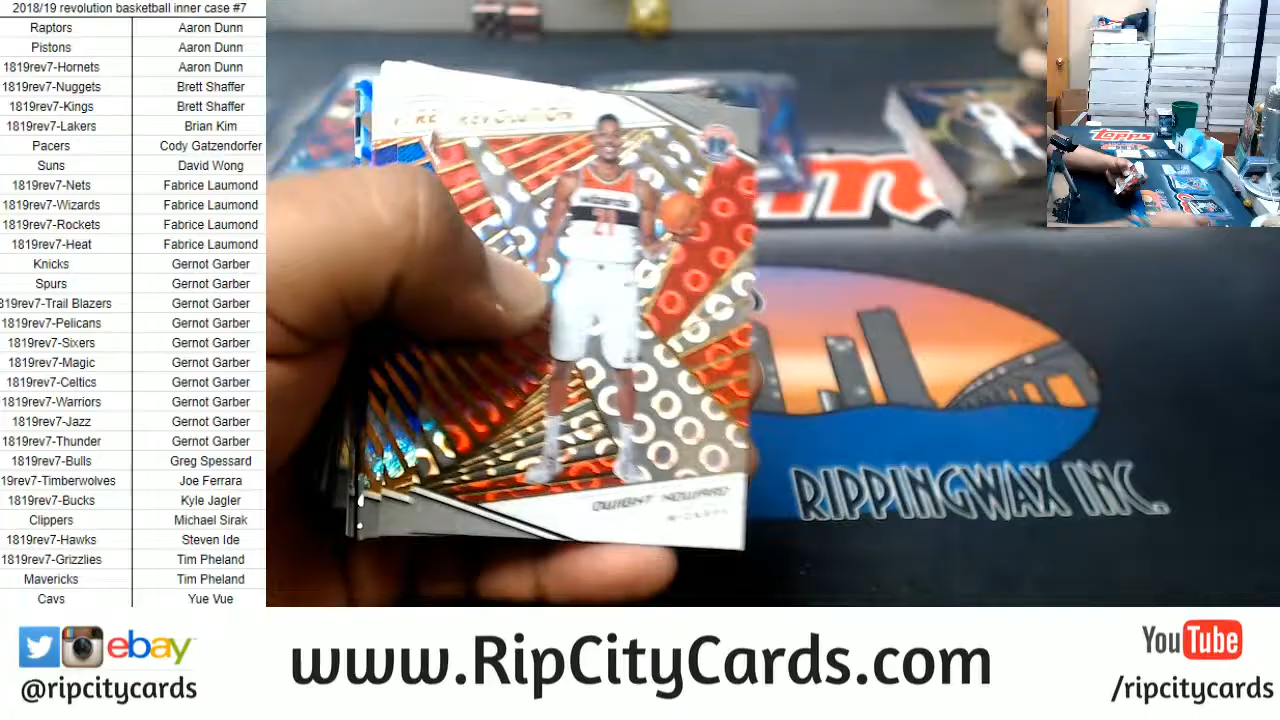 2018/19 revolution basketball inner case #7
Raptors Aaron Dunn
Pistons Aaron Dunn
1819rev7-Hornets Aaron Dunn
1819rev7-Nuggets Brett Shaffer
1819rev7-Kings Brett Shaffer
1819rev7-Lakers Brian Kim
Pacers Cody Gatzendorfer
Suns David Wong
1819rev7-Nets Fabrice Laumond
1819rev7-Wizards Fabrice Laumond
1819rev7-Rockets Fabrice Laumond
1819rev7-Heat Fabrice Laumond
Knicks Gernot Garber
Spurs Gernot Garber
819rev7-Trail Blazers Gernot Garber
1819rev7-Pelicans Gernot Garber
1819rev7-Sixers Gernot Garber
1819rev7-Magic Gernot Garber
1819rev7-Celtics Gernot Garber
1819rev7-Warriors Gernot Garber
1819rev7-Jazz Gernot Garber
1819rev7-Thunder Gernot Garber
1819rev7-Bulls Greg Spessard
19rev7-Timberwolves Joe Ferrara
1819rev7-Bucks Kyle Jagler
Clippers Michael Sirak
1819rev7-Hawks Steven Ide
1819rev7-Grizzlies Tim Pheland
Mavericks Tim Pheland
Cavs Yue Vue
REVOLUTION
21
DWIGHT HOWARD
WIZARDS
Topps
RIPPINGWAX INC.
ebay
@ripcitycards
www.RipCityCards.com
YouTube
/ripcitycards